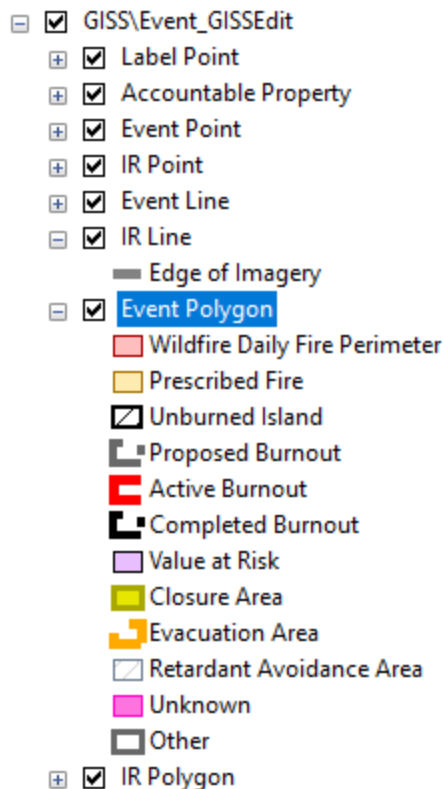 GISS\Event_GISSEdit
Label Point
Accountable Property
Event Point
IR Point
Event Line
IR Line
Edge of Imagery
Event Polygon
Wildfire Daily Fire Perimeter
Prescribed Fire
Unburned Island
Proposed Burnout
Active Burnout
Completed Burnout
Value at Risk
Closure Area
Evacuation Area
Retardant Avoidance Area
Unknown
Other
IR Polygon